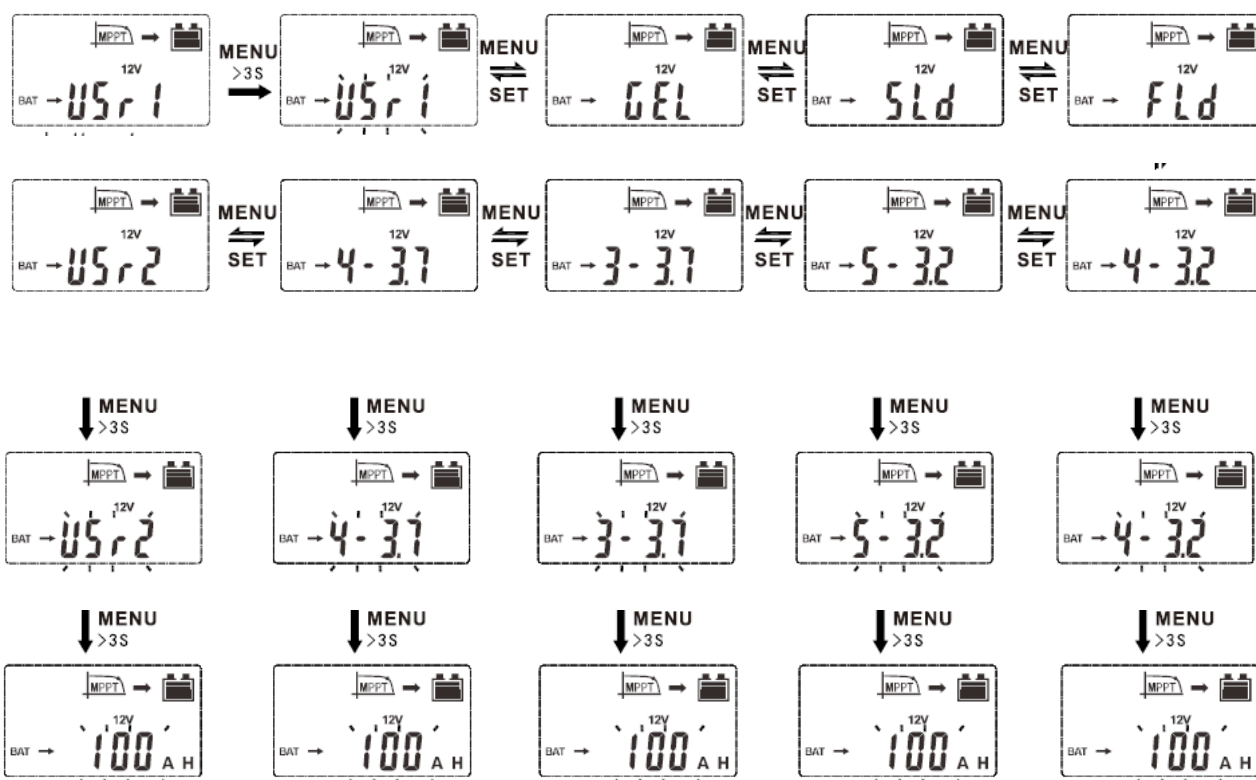 MPPT MPPT MPPT MPPT MPPT
12V MENU 12V MENU 12V MENU 12V MENU 12V
>3S
BAT USr1 BAT USr1 SET BAT GEL SET BAT SLd SET BAT FLd
MPPT MPPT MPPT MPPT MPPT
12V MENU 12V MENU 12V MENU 12V MENU 12V
BAT USr2 SET BAT 4-3.7 SET BAT 3-3.7 SET BAT 5-3.2 SET BAT 4-3.2
MENU MENU MENU MENU MENU
>3S >3S >3S >3S >3S
MPPT MPPT MPPT MPPT MPPT
12V 12V 12V 12V 12V
BAT USr2 BAT 4-3.7 BAT 3-3.7 BAT 5-3.2 BAT 4-3.2
MENU MENU MENU MENU MENU
>3S >3S >3S >3S >3S
MPPT MPPT MPPT MPPT MPPT
12V 12V 12V 12V 12V
BAT 100 AH BAT 100 AH BAT 100 AH BAT 100 AH BAT 100 AH